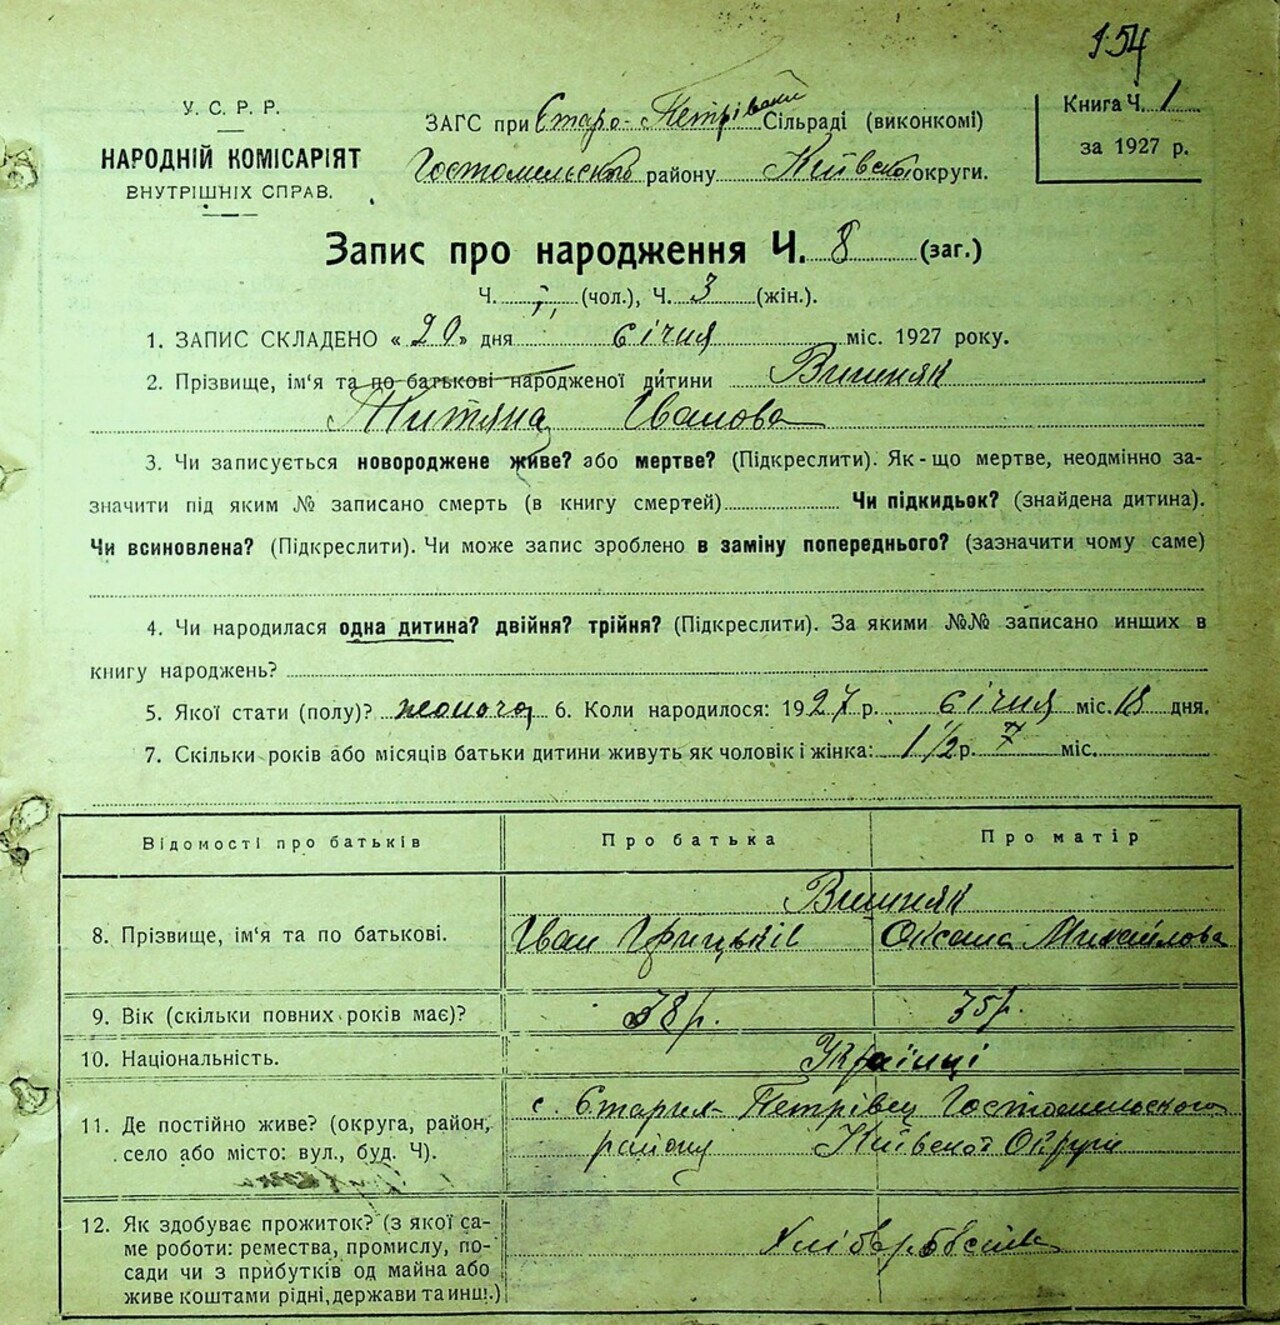 154
У. С. Р. Р.
НАРОДНІЙ КОМІСАРІЯТ
ВНУТРІШНІХ СПРАВ.
ЗАГС при Старо-Петрівській Сільраді (виконкомі)
Гостомельського району Київської округи.
Книга Ч. 1
за 1927 р.
Запис про народження Ч. 8 (заг.)
Ч. (чол.), Ч. 3 (жін.).
1. ЗАПИС СКЛАДЕНО « 20 » дня січня міс. 1927 року.
2. Прізвище, ім'я та по батькові народженої дитини Вишняк
Титяна Іванова
3. Чи записується новороджене живе? або мертве? (Підкреслити). Як-що мертве, неодмінно за-
значити під яким № записано смерть (в книгу смертей) Чи підкидьок? (знайдена дитина).
Чи всиновлена? (Підкреслити). Чи може запис зроблено в заміну попереднього? (зазначити чому саме)
4. Чи народилася одна дитина? двійня? трійня? (Підкреслити). За якими №№ записано инших в
книгу народжень?
5. Якої стати (полу)? жоноча 6. Коли народилося: 1927 р. січня міс. 18 дня.
7. Скільки років або місяців батьки дитини живуть як чоловік і жінка: 1 1/2 р. міс.
Відомості про батьків Про батька Про матір
Вишняк
8. Прізвище, ім'я та по батькові. Іван Грицьків Оксана Михайлова
9. Вік (скільки повних років має)? 38 р. 35 р.
10. Національність. Українці
11. Де постійно живе? (округа, район, село або місто: вул., буд. Ч). с. Старих-Петрівец Гостомельского
району Київскої Округи
12. Як здобуває прожиток? (з якої са-
ме роботи: ремества, промислу, по-
сади чи з прибутків од майна або
живе коштами рідні, держави та инш.)